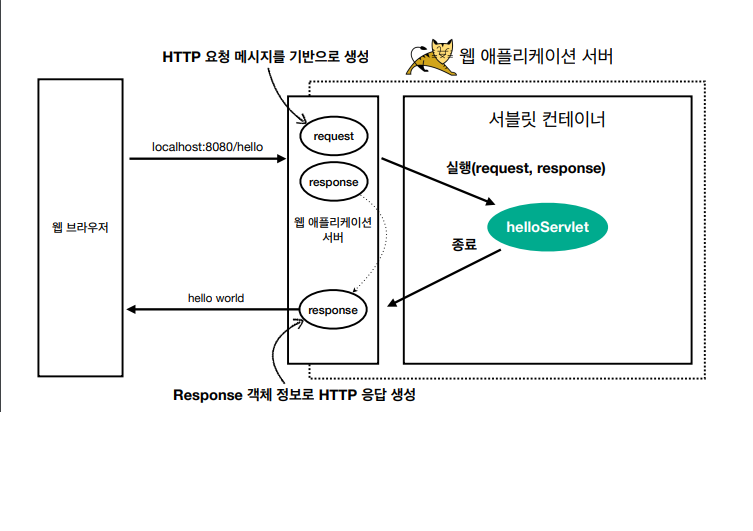 HTTP 요청 메시지를 기반으로 생성
웹 애플리케이션 서버
서블릿 컨테이너
request
localhost:8080/hello
실행(request, response)
response
웹 브라우저
웹 애플리케이션
서버
helloServlet
종료
hello world
response
Response 객체 정보로 HTTP 응답 생성